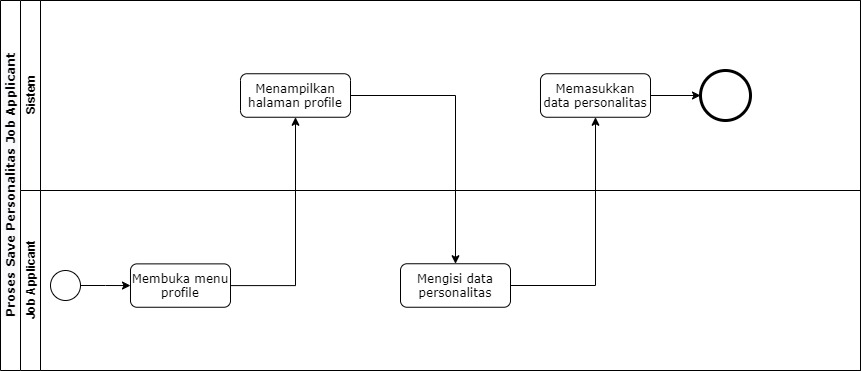 Proses Save Personalitas Job Applicant
Sistem
Menampilkan
halaman profile
Memasukkan
data personalitas
Job Applicant
Membuka menu
profile
Mengisi data
personalitas